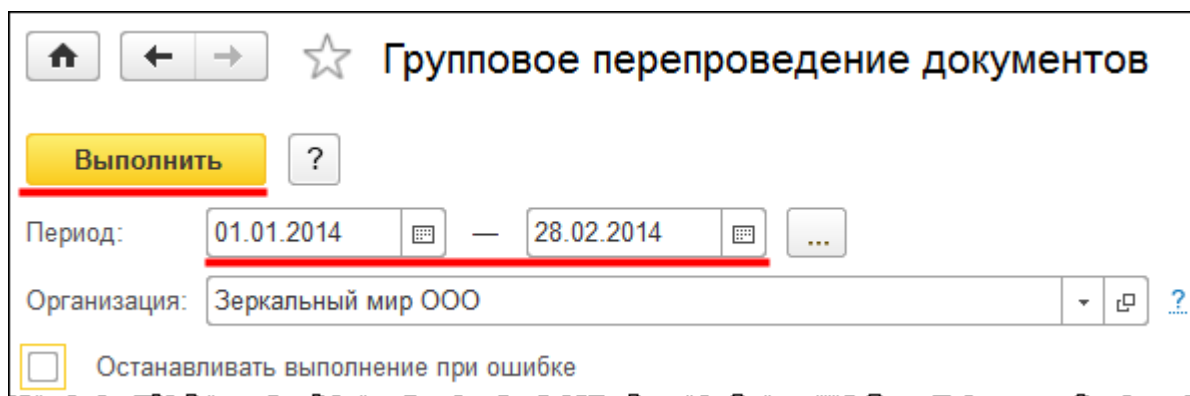 Групповое перепроведение документов
Выполнить ?
Период: 01.01.2014 — 28.02.2014 ...
Организация: Зеркальный мир ООО ?
Останавливать выполнение при ошибке